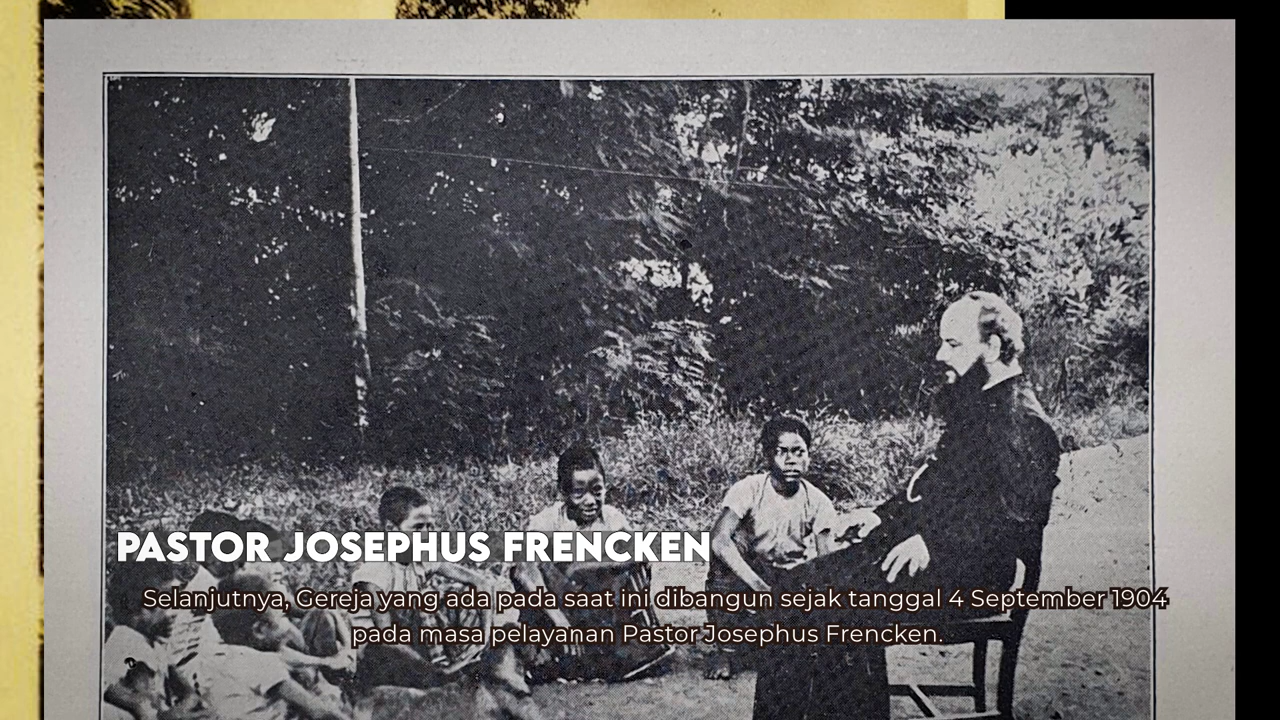 PASTOR JOSEPHUS FRENCKEN
Selanjutnya, Gereja yang ada pada saat ini dibangun sejak tanggal 4 September 1904
pada masa pelayanan Pastor Josephus Frencken.